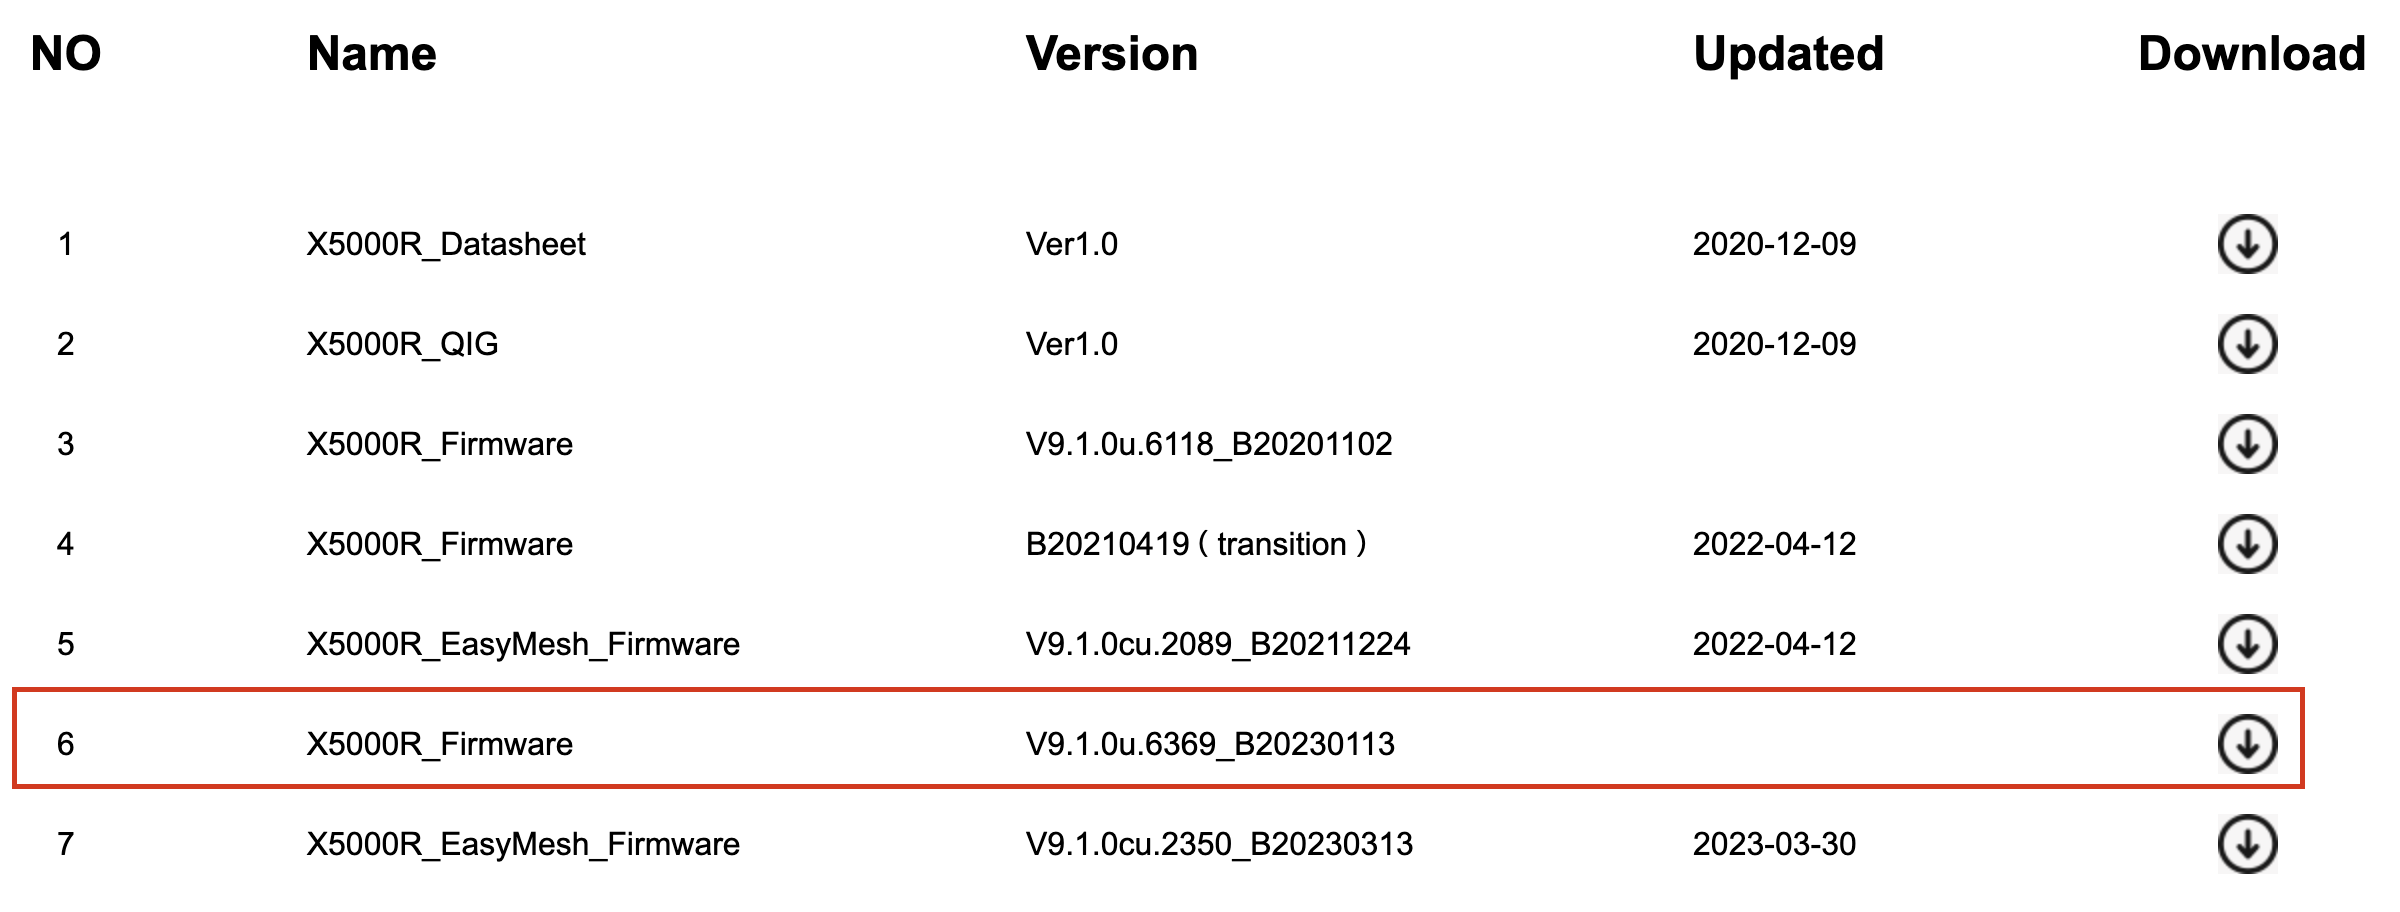 NO Name Version Updated Download
1 X5000R_Datasheet Ver1.0 2020-12-09
2 X5000R_QIG Ver1.0 2020-12-09
3 X5000R_Firmware V9.1.0u.6118_B20201102
4 X5000R_Firmware B20210419 ( transition ) 2022-04-12
5 X5000R_EasyMesh_Firmware V9.1.0cu.2089_B20211224 2022-04-12
6 X5000R_Firmware V9.1.0u.6369_B20230113
7 X5000R_EasyMesh_Firmware V9.1.0cu.2350_B20230313 2023-03-30